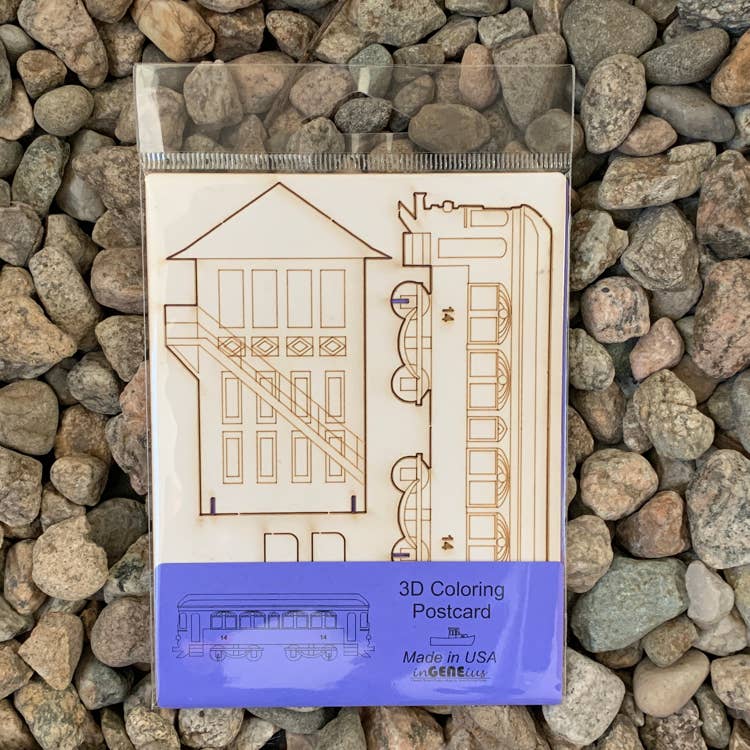 14
14
3D Coloring
Postcard
14 14
Made in USA
inGENEius